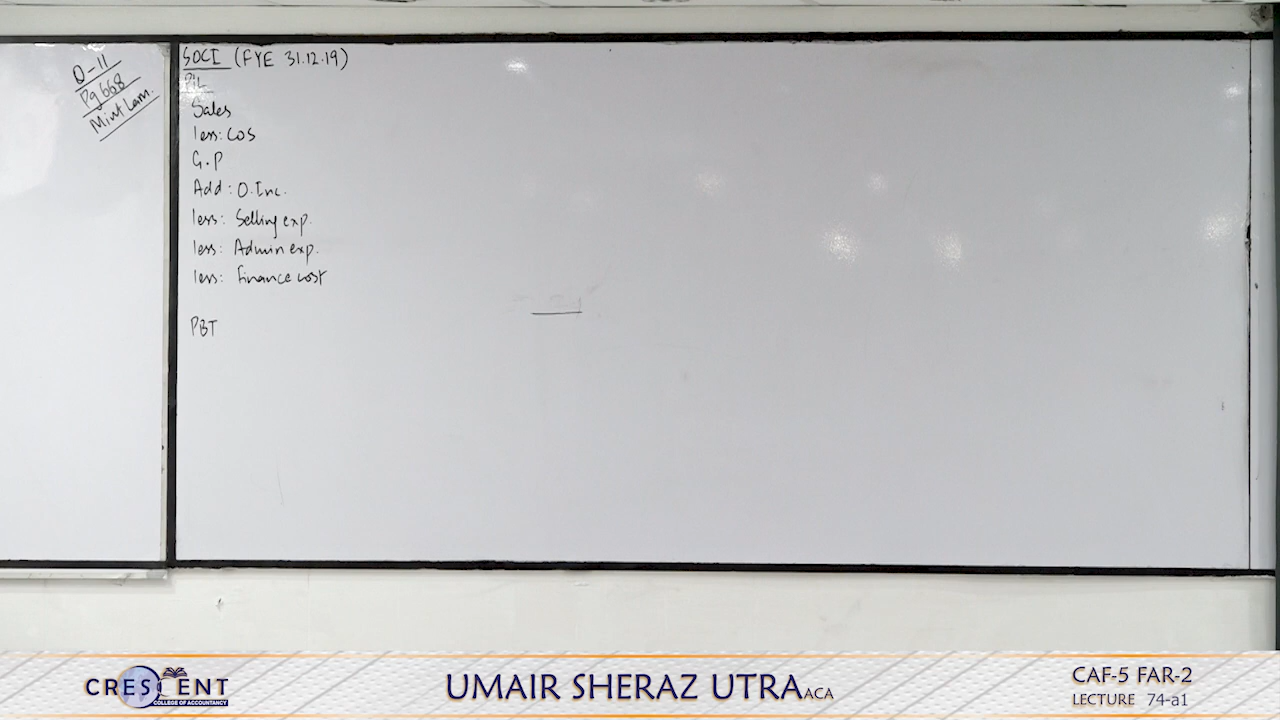 Q-11
Pg 668
Mint Lam.
SOCI (FYE 31.12.19)
P/L
Sales
less: COS
G.P
Add: O.Inc.
less: Selling exp.
less: Admin exp.
less: Finance cost
PBT
CRESCENT
COLLEGE OF ACCOUNTANCY
UMAIR SHERAZ UTRA ACA
CAF-5 FAR-2
LECTURE 74-a1